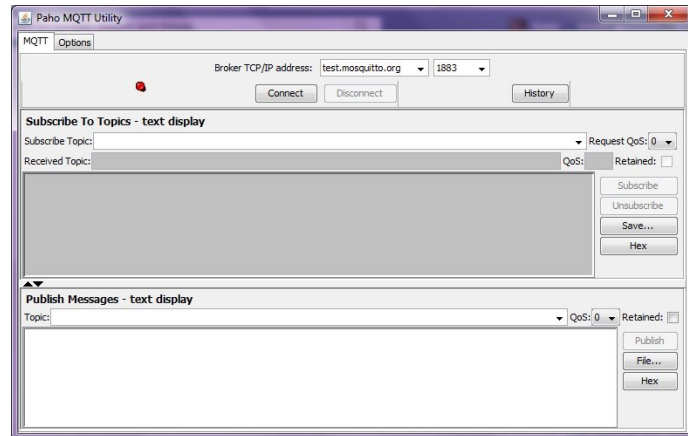 Paho MQTT Utility
MQTT Options
Broker TCP/IP address: test.mosquitto.org 1883
Connect Disconnect History
Subscribe To Topics - text display
Subscribe Topic: Request QoS: 0
Received Topic: QoS: Retained:
Subscribe
Unsubscribe
Save...
Hex
Publish Messages - text display
Topic: QoS: 0 Retained:
Publish
File...
Hex